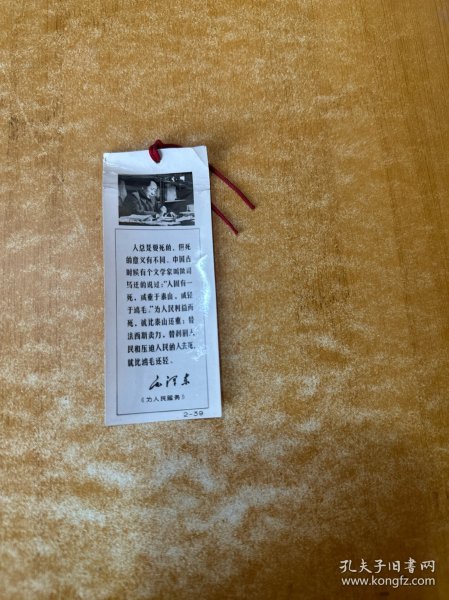 人总是要死的，但死
的意义有不同。中国古
时候有个文学家叫做司
马迁的说过：“人固有一
死，或重于泰山，或轻
于鸿毛。”为人民利益而
死，就比泰山还重；替
法西斯卖力，替剥削人
民和压迫人民的人去死，
就比鸿毛还轻。
毛泽东
《为人民服务》
2-39
孔夫子旧书网
www.kongfz.com